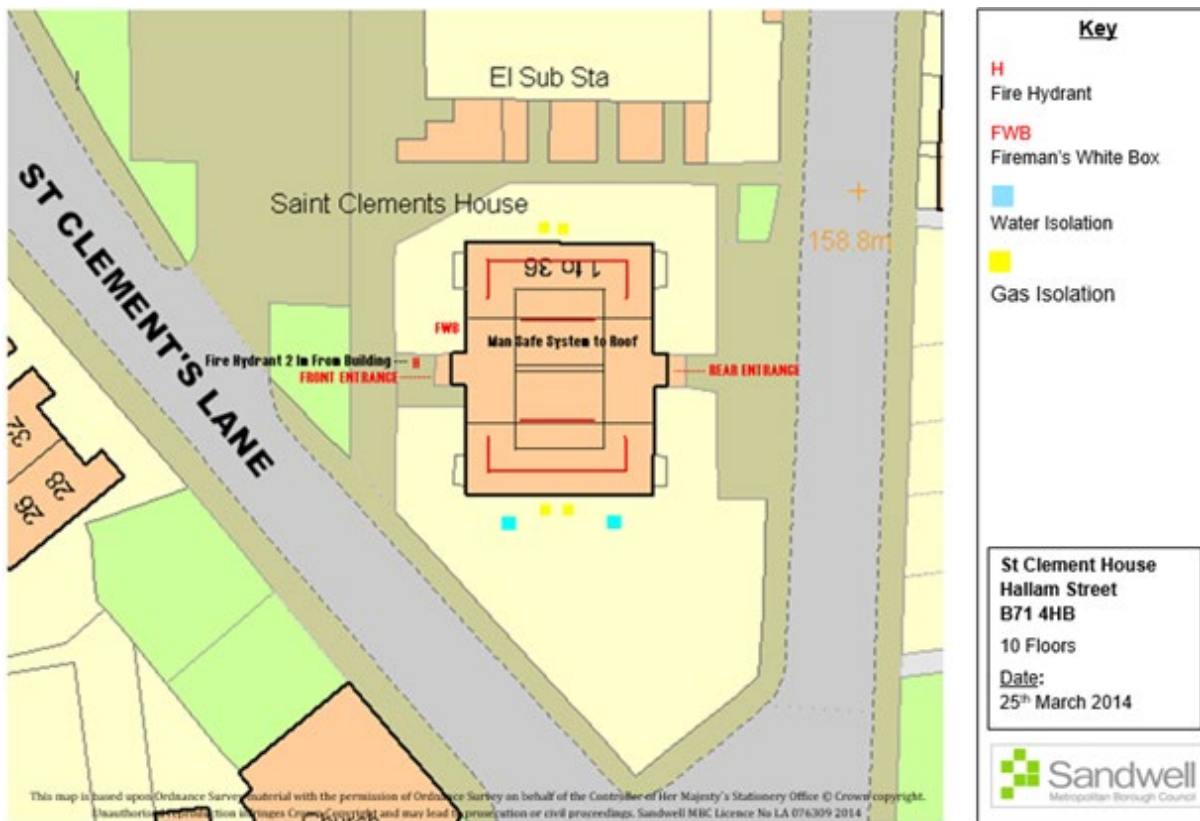 El Sub Sta
Saint Clements House
ST CLEMENT'S LANE
158.8m
1 to 36
FWB
Man Safe System to Roof
Fire Hydrant 2 In From Building
H
FRONT ENTRANCE
REAR ENTRANCE
32
28
26
This map is based upon Ordnance Survey material with the permission of Ordnance Survey on behalf of the Controller of Her Majesty's Stationery Office © Crown copyright.
Unauthorised reproduction infringes Crown Copyright and may lead to prosecution or civil proceedings. Sandwell MBC Licence No LA 076309 2014
Key
H
Fire Hydrant
FWB
Fireman's White Box
Water Isolation
Gas Isolation
St Clement House
Hallam Street
B71 4HB
10 Floors
Date:
25th March 2014
Sandwell
Metropolitan Borough Council